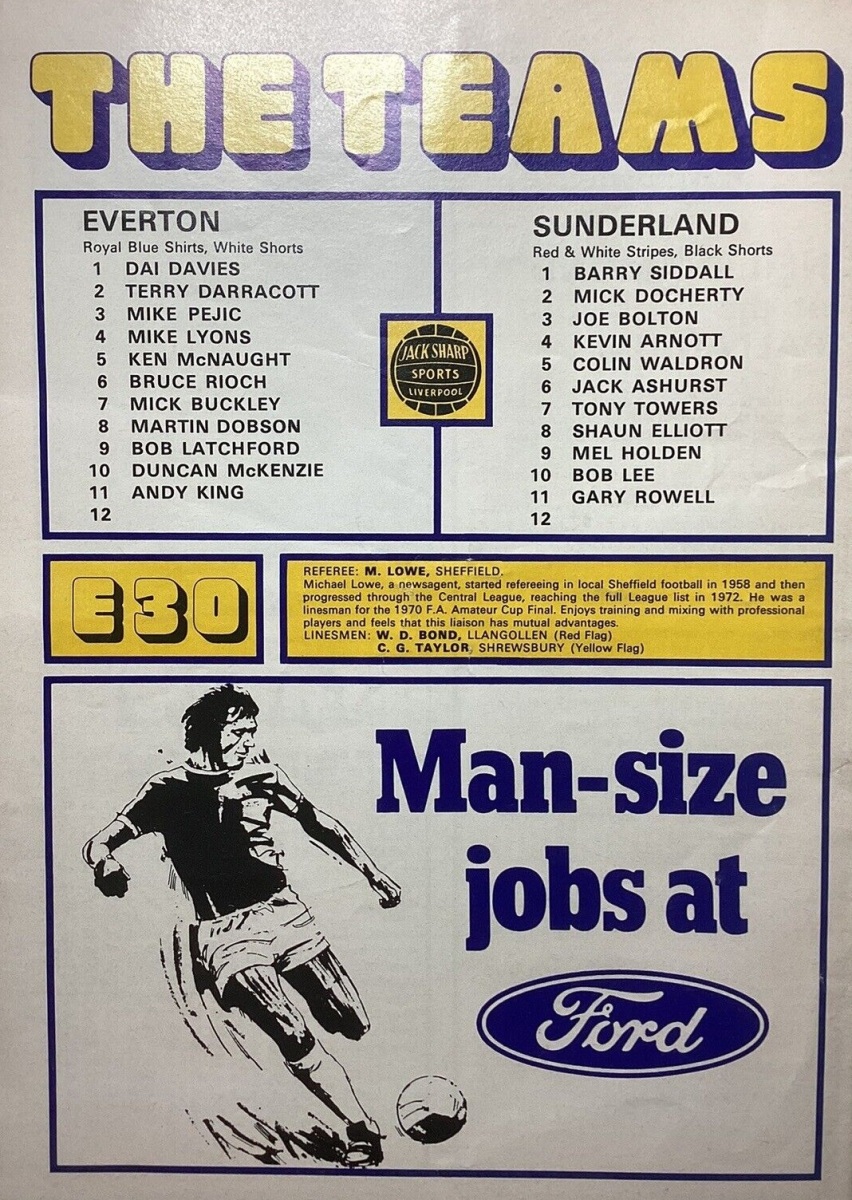 THE TEAMS
EVERTON
Royal Blue Shirts, White Shorts
1 DAI DAVIES
2 TERRY DARRACOTT
3 MIKE PEJIC
4 MIKE LYONS
5 KEN McNAUGHT
6 BRUCE RIOCH
7 MICK BUCKLEY
8 MARTIN DOBSON
9 BOB LATCHFORD
10 DUNCAN McKENZIE
11 ANDY KING
12
JACK SHARP
SPORTS
LIVERPOOL
SUNDERLAND
Red & White Stripes, Black Shorts
1 BARRY SIDDALL
2 MICK DOCHERTY
3 JOE BOLTON
4 KEVIN ARNOTT
5 COLIN WALDRON
6 JACK ASHURST
7 TONY TOWERS
8 SHAUN ELLIOTT
9 MEL HOLDEN
10 BOB LEE
11 GARY ROWELL
12
E30
REFEREE: M. LOWE, SHEFFIELD.
Michael Lowe, a newsagent, started refereeing in local Sheffield football in 1958 and then
progressed through the Central League, reaching the full League list in 1972. He was a
linesman for the 1970 F.A. Amateur Cup Final. Enjoys training and mixing with professional
players and feels that this liaison has mutual advantages.
LINESMEN: W. D. BOND, LLANGOLLEN (Red Flag)
C. G. TAYLOR, SHREWSBURY (Yellow Flag)
Man-size
jobs at
Ford